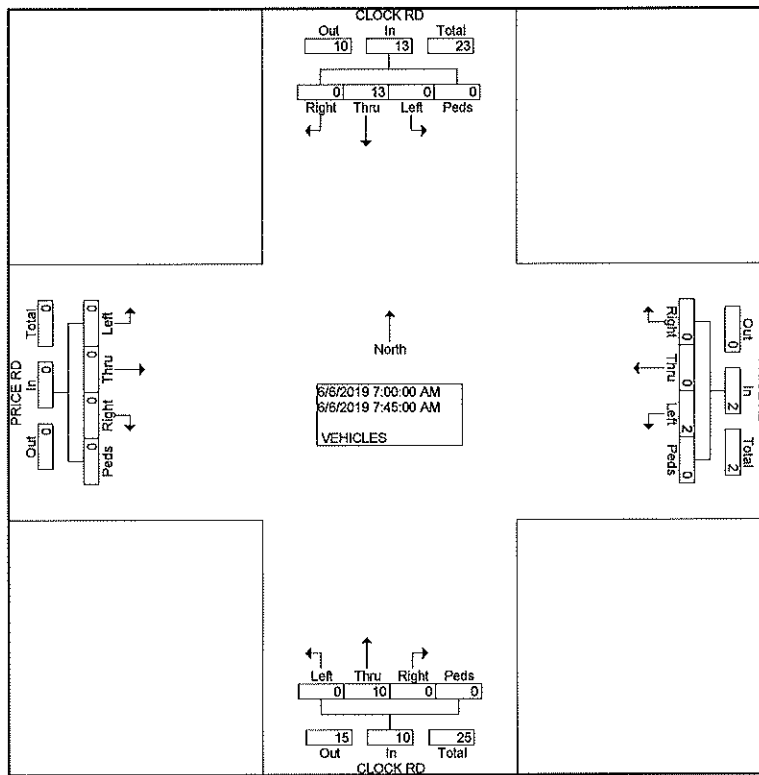 CLOCK RD
Out In Total
10 13 23
0 13 0 0
Right Thru Left Peds
North
6/6/2019 7:00:00 AM
6/6/2019 7:45:00 AM
VEHICLES
PRICE RD
Out In Total
0 0 0
0 0 0 0
Peds Right Thru Left
Out In Total
0 2 2
0 0 2 0
Right Thru Left Peds
Left Thru Right Peds
0 10 0 0
15 10 25
Out In Total
CLOCK RD